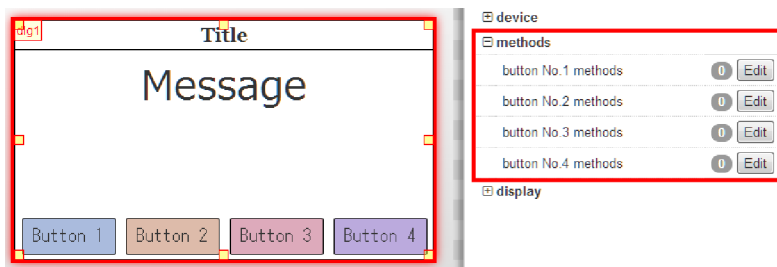 dlg1
Title
Message
Button 1 Button 2 Button 3 Button 4
device
methods
button No.1 methods 0 Edit
button No.2 methods 0 Edit
button No.3 methods 0 Edit
button No.4 methods 0 Edit
display